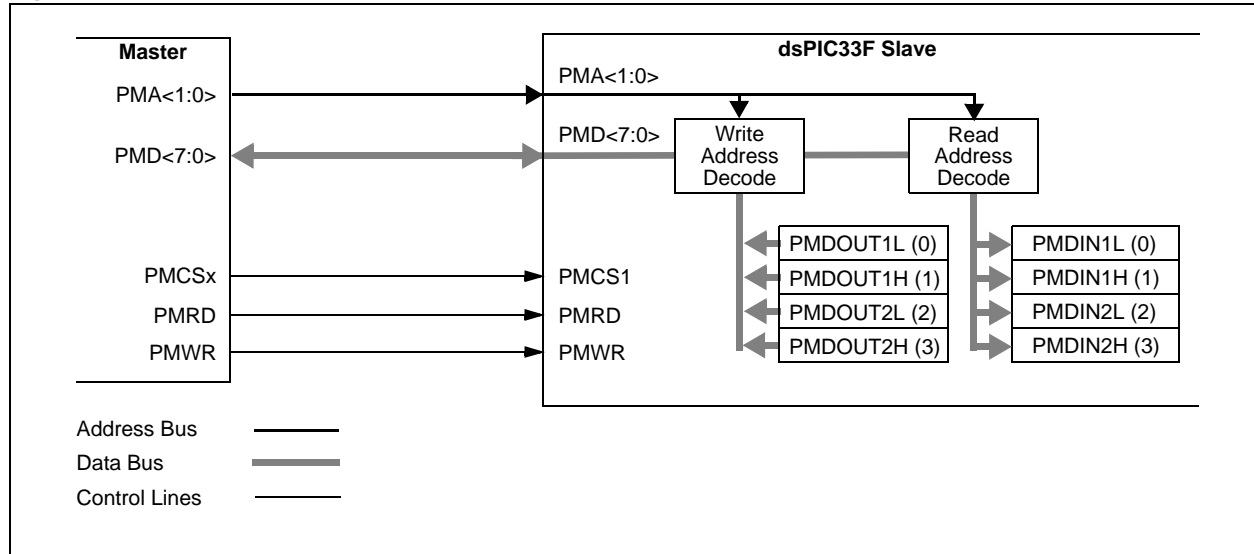 Master
dsPIC33F Slave
PMA<1:0>
PMA<1:0>
PMD<7:0>
PMD<7:0>
Write
Address
Decode
Read
Address
Decode
PMDOUT1L (0)
PMDIN1L (0)
PMCSx
PMCS1
PMDOUT1H (1)
PMDIN1H (1)
PMRD
PMRD
PMDOUT2L (2)
PMDIN2L (2)
PMWR
PMWR
PMDOUT2H (3)
PMDIN2H (3)
Address Bus
Data Bus
Control Lines